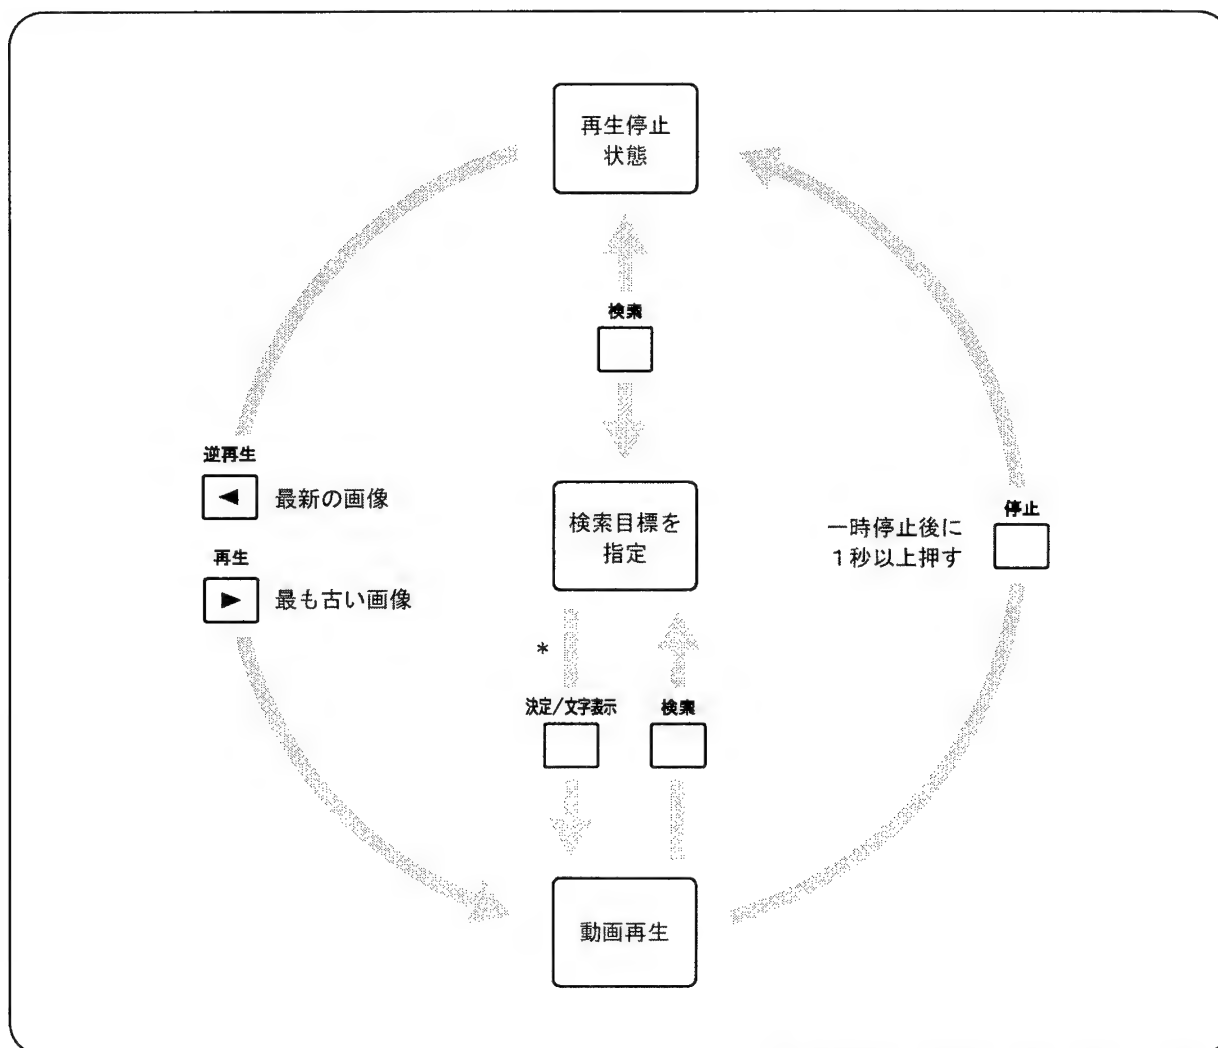 再生停止
状態
検索
逆再生
最新の画像
再生
最も古い画像
検索目標を
指定
停止
一時停止後に
1秒以上押す
*
決定/文字表示
検索
動画再生